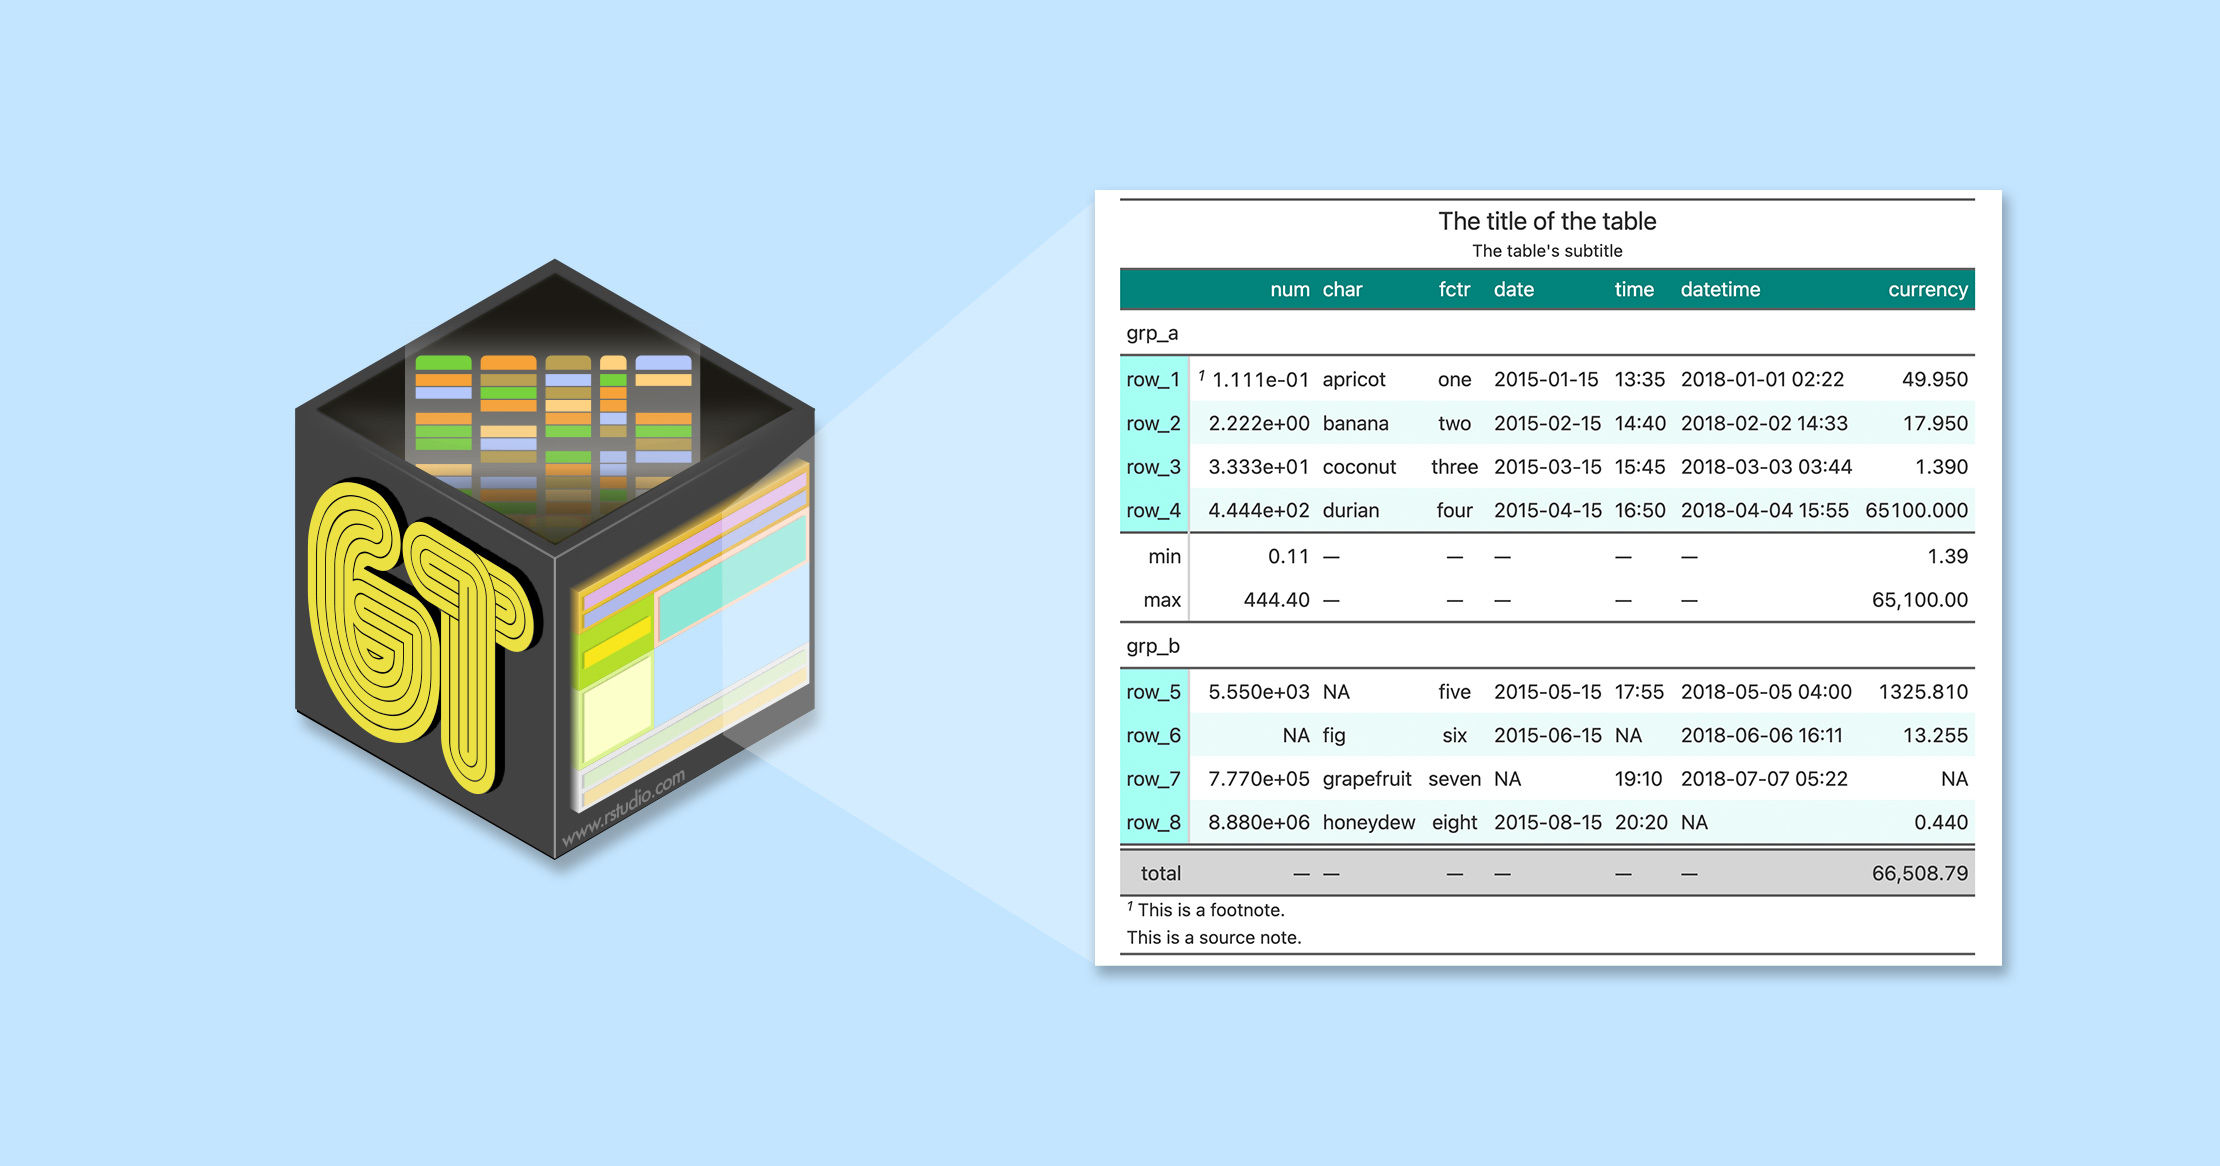 GT
www.rstudio.com
The title of the table
The table's subtitle
num char fctr date time datetime currency
grp_a
row_1 1 1.111e-01 apricot one 2015-01-15 13:35 2018-01-01 02:22 49.950
row_2 2.222e+00 banana two 2015-02-15 14:40 2018-02-02 14:33 17.950
row_3 3.333e+01 coconut three 2015-03-15 15:45 2018-03-03 03:44 1.390
row_4 4.444e+02 durian four 2015-04-15 16:50 2018-04-04 15:55 65100.000
min 0.11 — — — — — 1.39
max 444.40 — — — — — 65,100.00
grp_b
row_5 5.550e+03 NA five 2015-05-15 17:55 2018-05-05 04:00 1325.810
row_6 NA fig six 2015-06-15 NA 2018-06-06 16:11 13.255
row_7 7.770e+05 grapefruit seven NA 19:10 2018-07-07 05:22 NA
row_8 8.880e+06 honeydew eight 2015-08-15 20:20 NA 0.440
total — — — — — — 66,508.79
1 This is a footnote.
This is a source note.